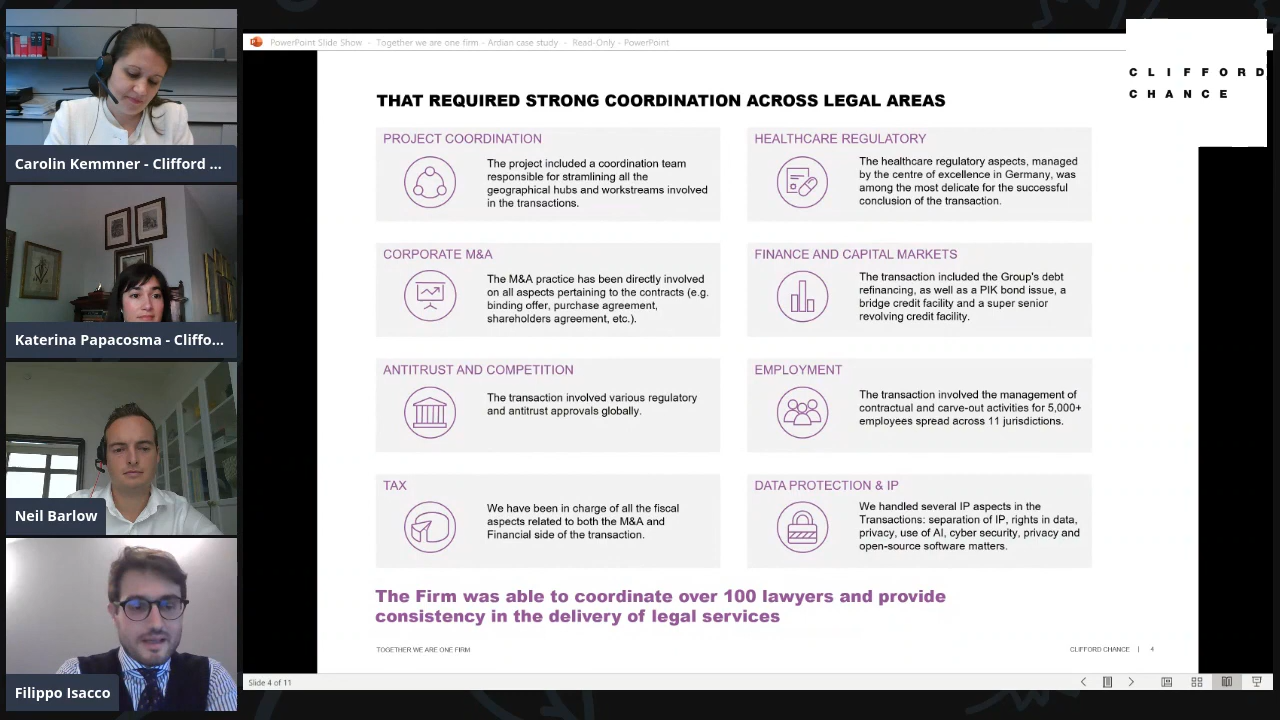 PowerPoint Slide Show - Together we are one firm - Ardian case study - Read-Only - PowerPoint
CLIFFORD
CHANCE
THAT REQUIRED STRONG COORDINATION ACROSS LEGAL AREAS
PROJECT COORDINATION
The project included a coordination team
responsible for stramlining all the
geographical hubs and workstreams involved
in the transactions.
HEALTHCARE REGULATORY
The healthcare regulatory aspects, managed
by the centre of excellence in Germany, was
among the most delicate for the successful
conclusion of the transaction.
CORPORATE M&A
The M&A practice has been directly involved
on all aspects pertaining to the contracts (e.g.
binding offer, purchase agreement,
shareholders agreement, etc.).
FINANCE AND CAPITAL MARKETS
The transaction included the Group's debt
refinancing, as well as a PIK bond issue, a
bridge credit facility and a super senior
revolving credit facility.
ANTITRUST AND COMPETITION
The transaction involved various regulatory
and antitrust approvals globally.
EMPLOYMENT
The transaction involved the management of
contractual and carve-out activities for 5,000+
employees spread across 11 jurisdictions.
TAX
We have been in charge of all the fiscal
aspects related to both the M&A and
Financial side of the transaction.
DATA PROTECTION & IP
We handled several IP aspects in the
Transactions: separation of IP, rights in data,
privacy, use of AI, cyber security, privacy and
open-source software matters.
The Firm was able to coordinate over 100 lawyers and provide
consistency in the delivery of legal services
TOGETHER WE ARE ONE FIRM
CLIFFORD CHANCE | 4
Slide 4 of 11
Carolin Kemmner - Clifford ...
Katerina Papacosma - Cliffo...
Neil Barlow
Filippo Isacco